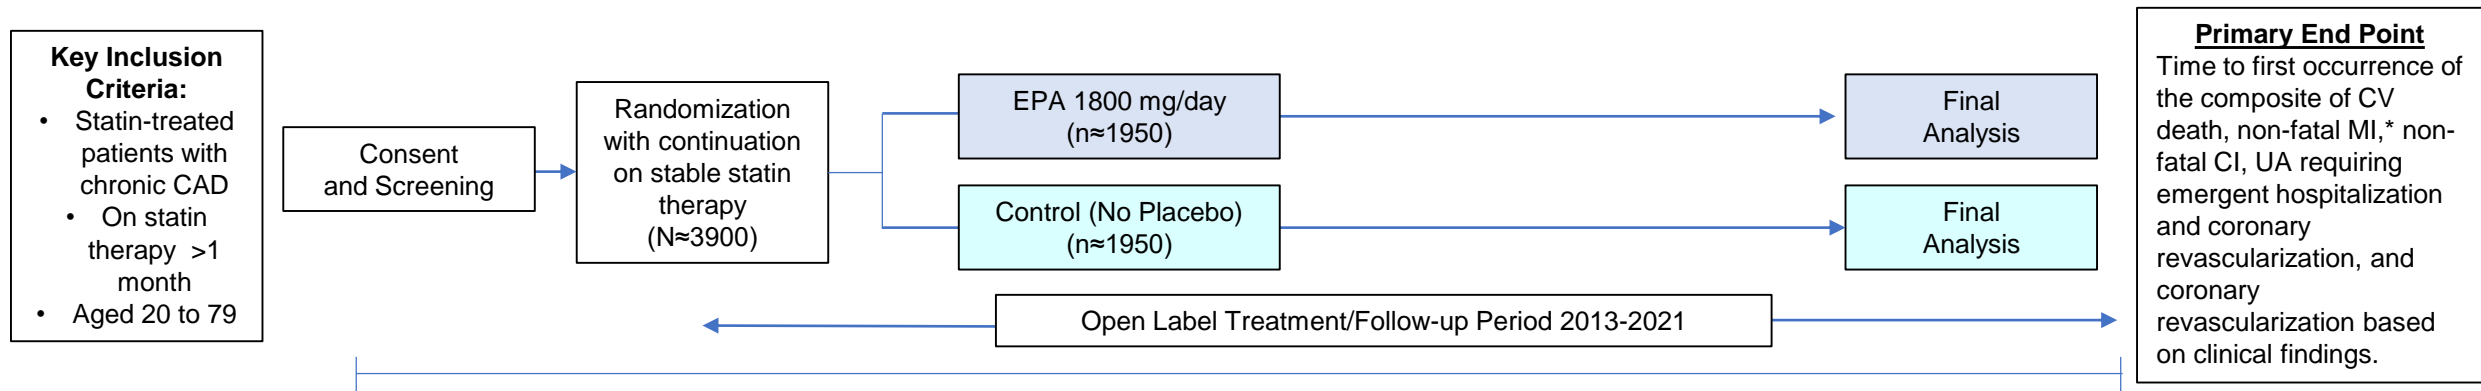 Key Inclusion
Criteria:
• Statin-treated
patients with
chronic CAD
• On statin
therapy >1
month
• Aged 20 to 79
Consent
and Screening
Randomization
with continuation
on stable statin
therapy
(N≈3900)
EPA 1800 mg/day
(n≈1950)
Final
Analysis
Control (No Placebo)
(n≈1950)
Final
Analysis
Open Label Treatment/Follow-up Period 2013-2021
Primary End Point
Time to first occurrence of
the composite of CV
death, non-fatal MI,* non-
fatal CI, UA requiring
emergent hospitalization
and coronary
revascularization, and
coronary
revascularization based
on clinical findings.